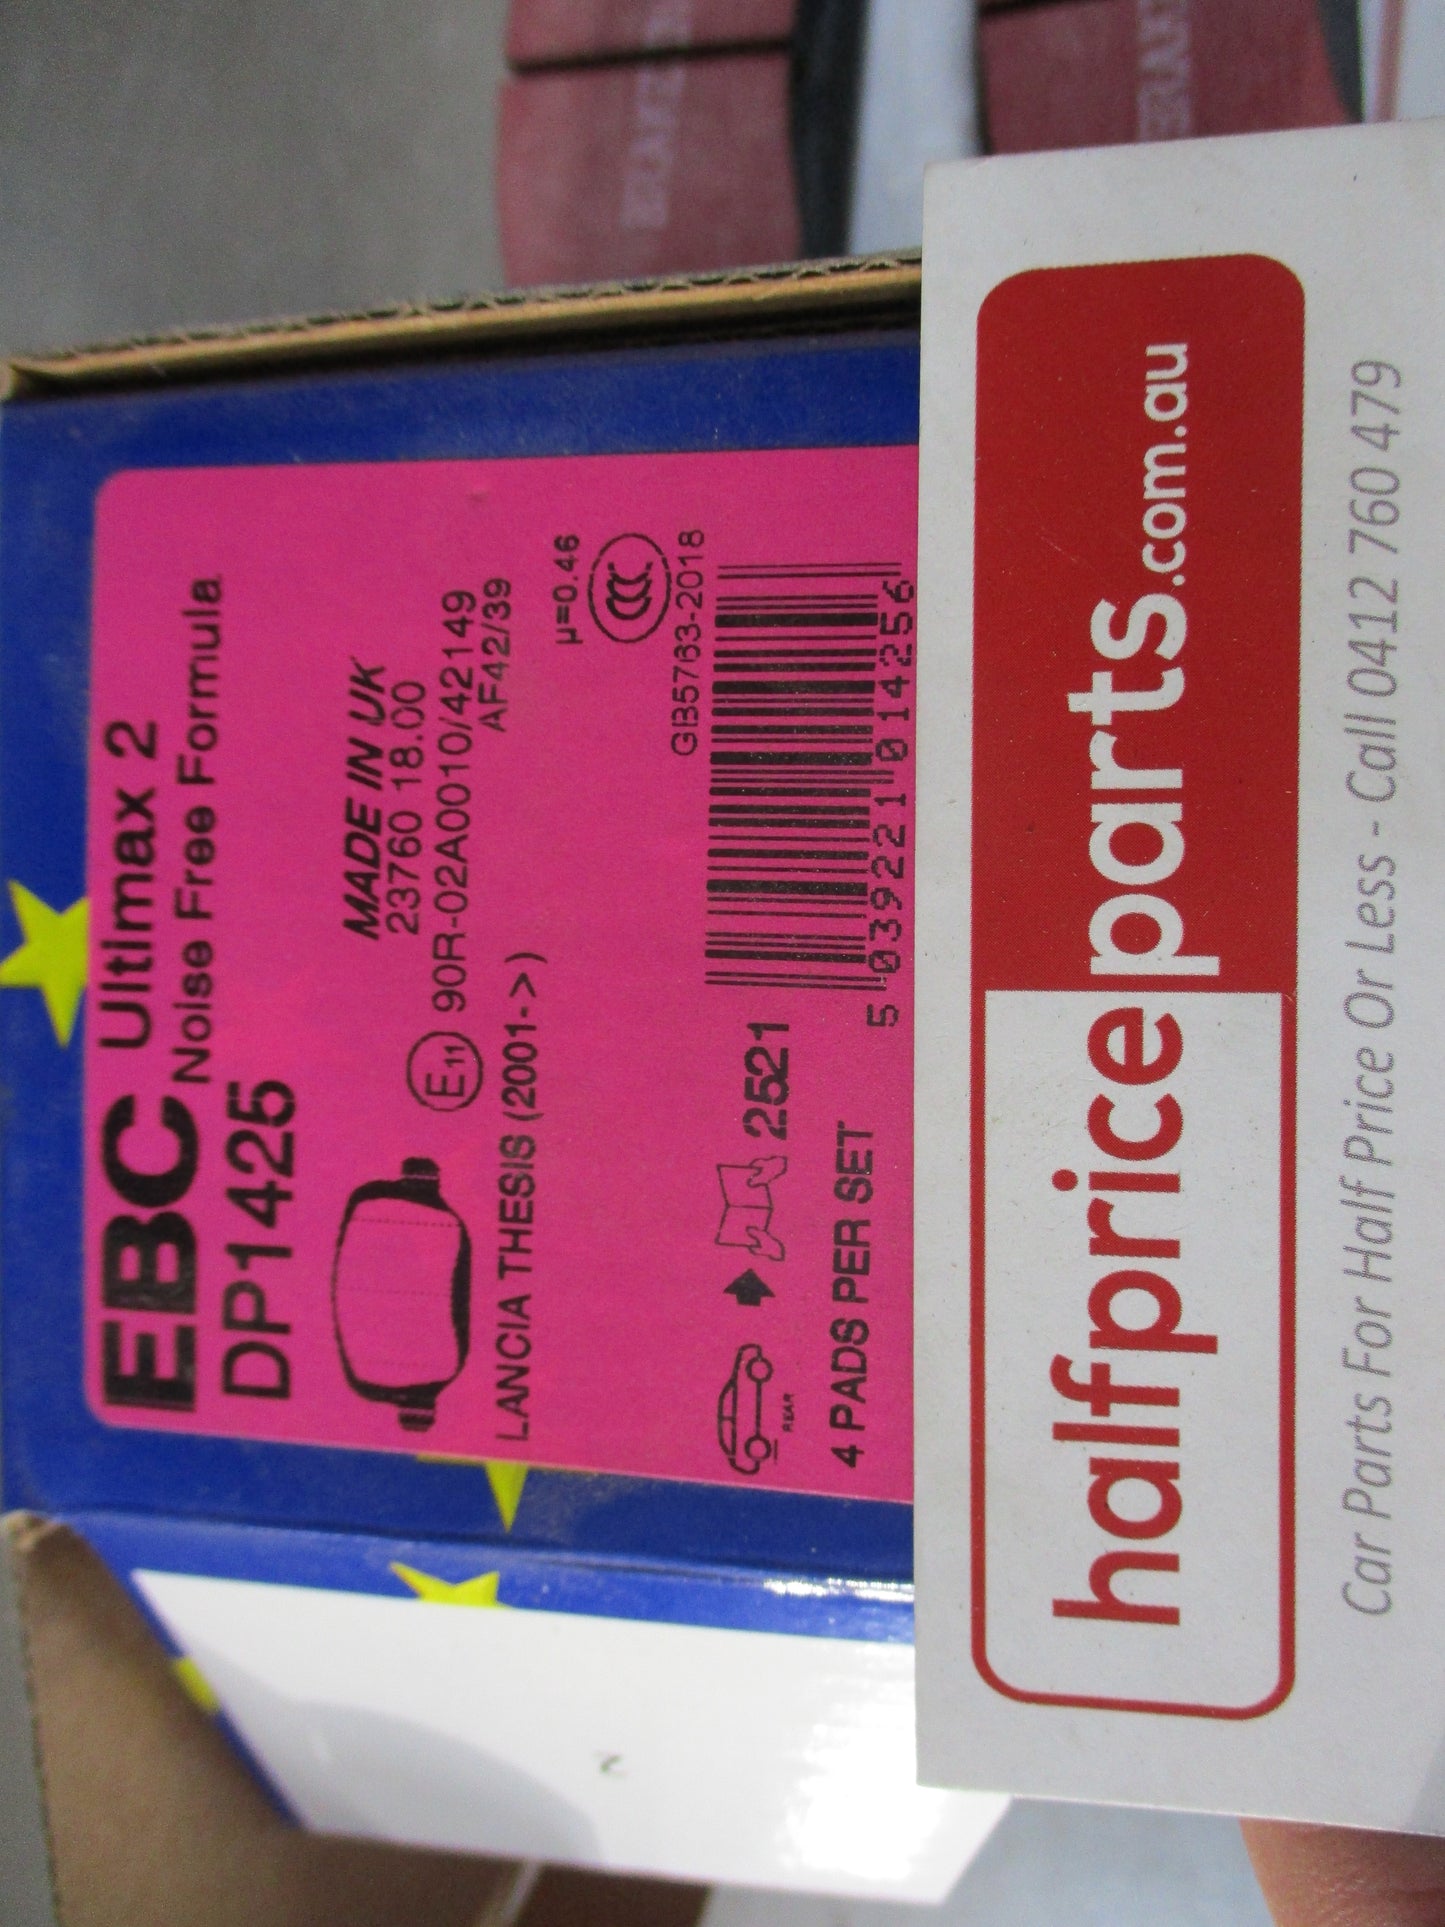 EBC Ultimax 2
Noise Free Formula
DP1425
MADE IN UK
23760 18.00
E11 90R-02A0010/42149
AF42/39
LANCIA THESIS (2001->)
µ=0.46
CCC
GB5763-2018
REAR
2521
4 PADS PER SET
5 039221 014256
halfpriceparts.com.au
Car Parts For Half Price Or Less - Call 0412 760 479